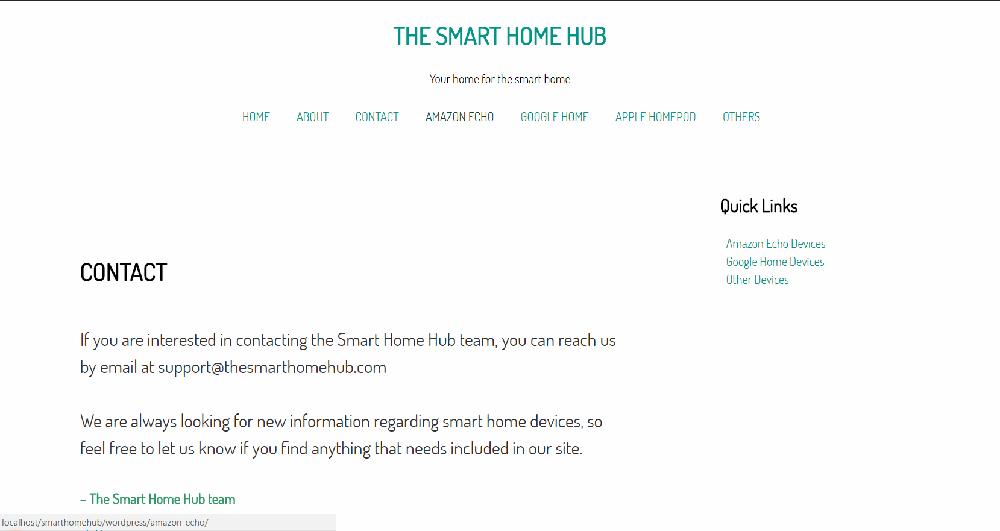 THE SMART HOME HUB
Your home for the smart home
HOME ABOUT CONTACT AMAZON ECHO GOOGLE HOME APPLE HOMEPOD OTHERS
Quick Links
Amazon Echo Devices
Google Home Devices
Other Devices
CONTACT
If you are interested in contacting the Smart Home Hub team, you can reach us
by email at support@thesmarthomehub.com
We are always looking for new information regarding smart home devices, so
feel free to let us know if you find anything that needs included in our site.
– The Smart Home Hub team
localhost/smarthomehub/wordpress/amazon-echo/